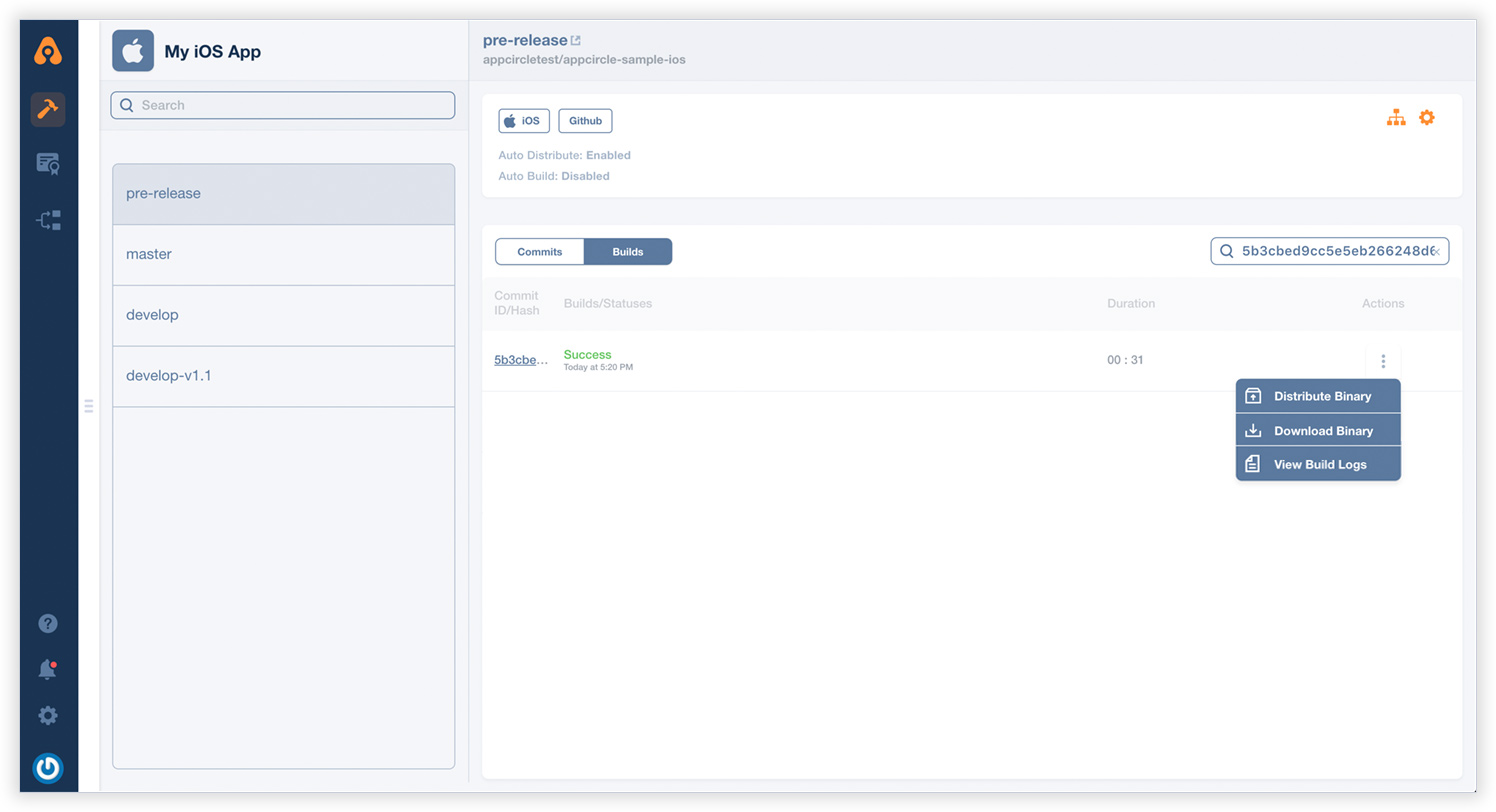 My iOS App
Search
pre-release
master
develop
develop-v1.1
pre-release
appcircletest/appcircle-sample-ios
iOS
Github
Auto Distribute: Enabled
Auto Build: Disabled
Commits
Builds
5b3cbed9cc5e5eb266248d6
Commit
ID/Hash
Builds/Statuses
Duration
Actions
5b3cbe...
Success
Today at 5:20 PM
00 : 31
Distribute Binary
Download Binary
View Build Logs